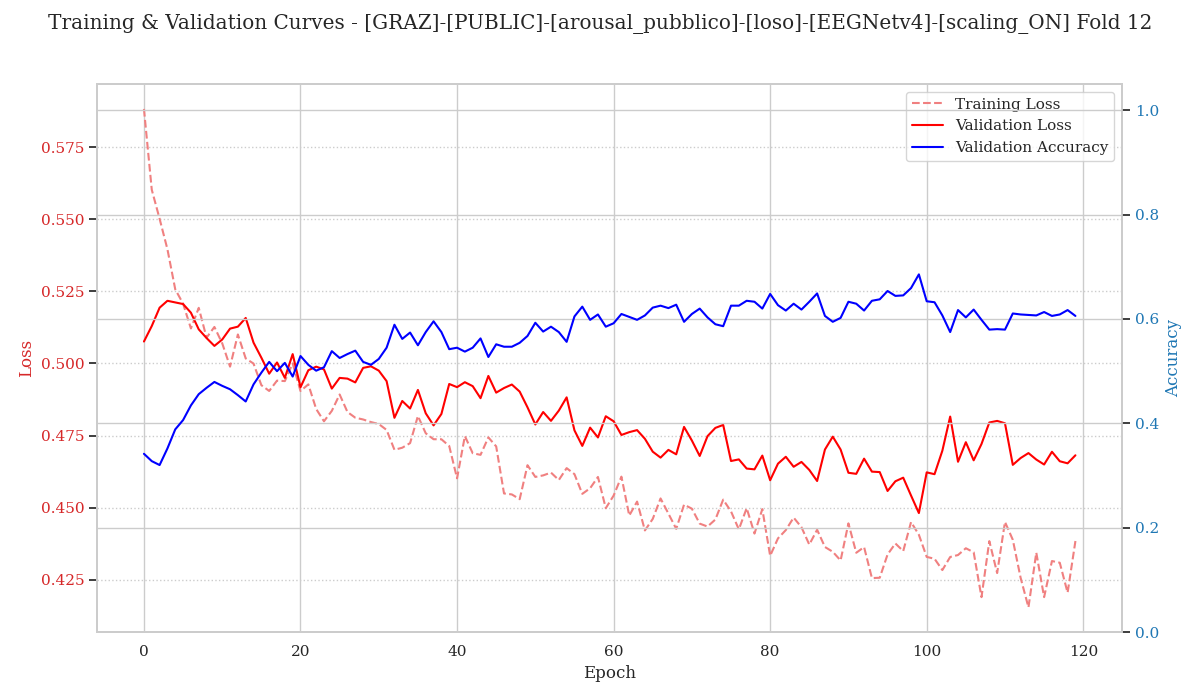 Training & Validation Curves - [GRAZ]-[PUBLIC]-[arousal_pubblico]-[loso]-[EEGNetv4]-[scaling_ON] Fold 12
Training Loss
Validation Loss
Validation Accuracy
Loss
0.575
0.550
0.525
0.500
0.475
0.450
0.425
1.0
0.8
0.6
0.4
0.2
0.0
Accuracy
0
20
40
60
80
100
120
Epoch